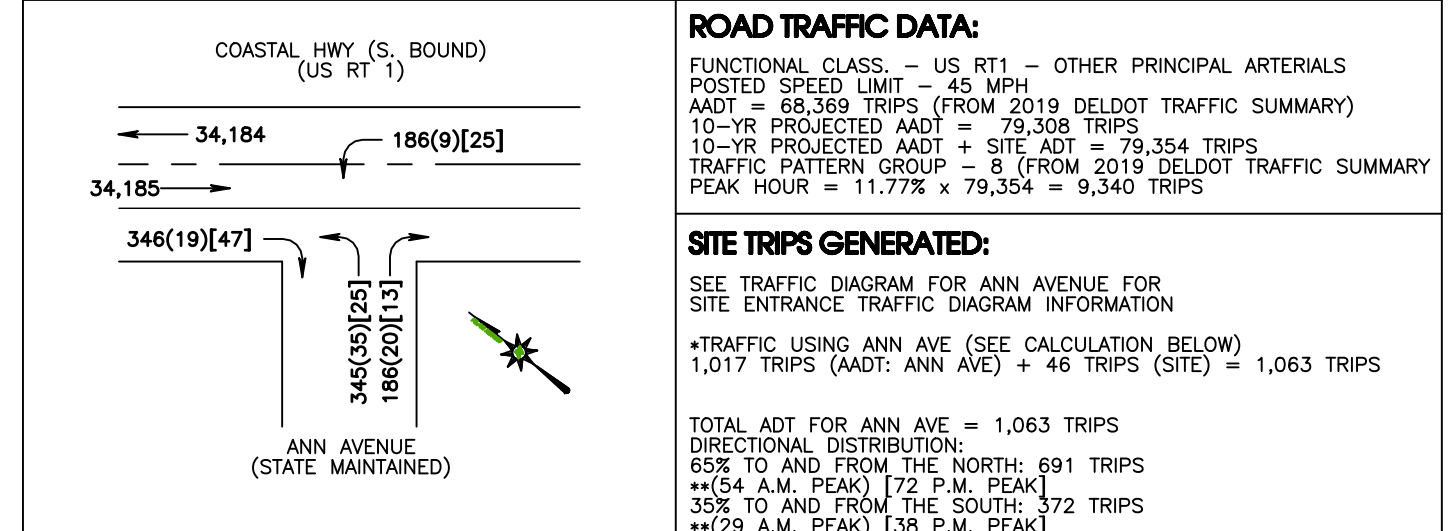 COASTAL HWY (S. BOUND)
(US RT 1)
34,184
186(9)[25]
34,185
346(19)[47]
345(35)[25]
186(20)[13]
ANN AVENUE
(STATE MAINTAINED)
ROAD TRAFFIC DATA:
FUNCTIONAL CLASS. – US RT1 – OTHER PRINCIPAL ARTERIALS
POSTED SPEED LIMIT – 45 MPH
AADT = 68,369 TRIPS (FROM 2019 DELDOT TRAFFIC SUMMARY)
10–YR PROJECTED AADT = 79,308 TRIPS
10–YR PROJECTED AADT + SITE ADT = 79,354 TRIPS
TRAFFIC PATTERN GROUP – 8 (FROM 2019 DELDOT TRAFFIC SUMMARY
PEAK HOUR = 11.77% x 79,354 = 9,340 TRIPS
SITE TRIPS GENERATED:
SEE TRAFFIC DIAGRAM FOR ANN AVENUE FOR
SITE ENTRANCE TRAFFIC DIAGRAM INFORMATION
*TRAFFIC USING ANN AVE (SEE CALCULATION BELOW)
1,017 TRIPS (AADT: ANN AVE) + 46 TRIPS (SITE) = 1,063 TRIPS
TOTAL ADT FOR ANN AVE = 1,063 TRIPS
DIRECTIONAL DISTRIBUTION:
65% TO AND FROM THE NORTH: 691 TRIPS
**(54 A.M. PEAK) [72 P.M. PEAK]
35% TO AND FROM THE SOUTH: 372 TRIPS
**(29 A.M. PEAK) [38 P.M. PEAK]